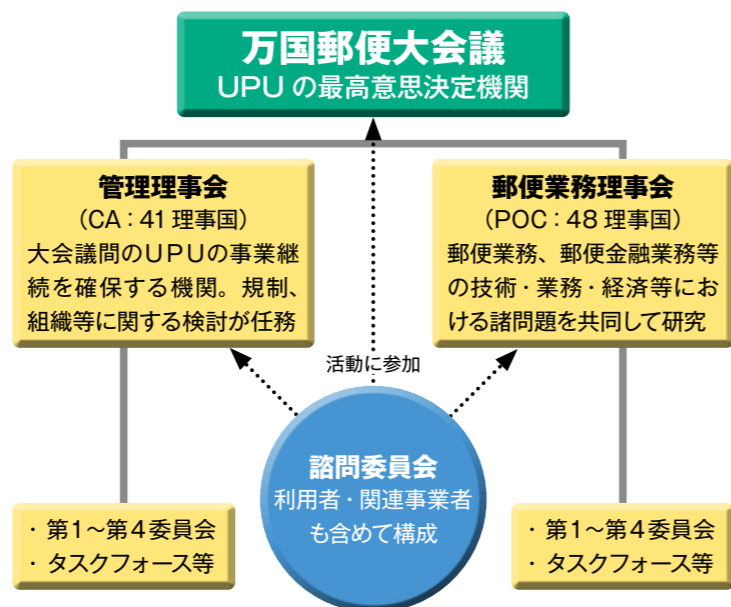 万国郵便大会議
UPUの最高意思決定機関
管理理事会
(CA:41理事国)
大会議間のUPUの事業継
続を確保する機関。規制、
組織等に関する検討が任務
郵便業務理事会
(POC:48理事国)
郵便業務、郵便金融業務等
の技術・業務・経済等にお
ける諸問題を共同して研究
活動に参加
諮問委員会
利用者・関連事業者
も含めて構成
・第1~第4委員会
・タスクフォース等
・第1~第4委員会
・タスクフォース等